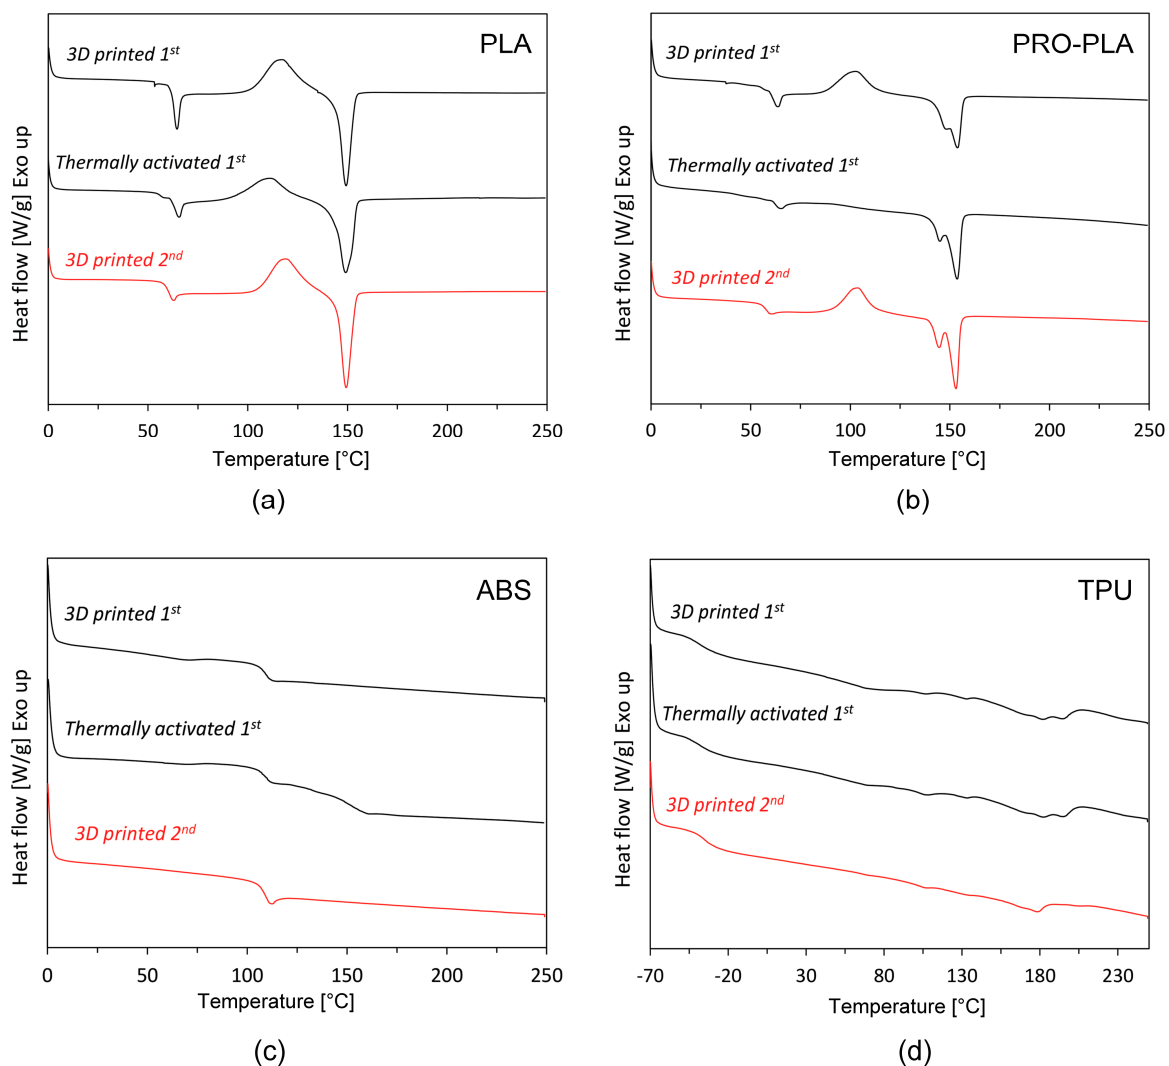 PLA
3D printed 1st
Thermally activated 1st
3D printed 2nd
Heat flow [W/g] Exo up
0 50 100 150 200 250
Temperature [°C]
(a)
PRO-PLA
3D printed 1st
Thermally activated 1st
3D printed 2nd
Heat flow [W/g] Exo up
0 50 100 150 200 250
Temperature [°C]
(b)
ABS
3D printed 1st
Thermally activated 1st
3D printed 2nd
Heat flow [W/g] Exo up
0 50 100 150 200 250
Temperature [°C]
(c)
TPU
3D printed 1st
Thermally activated 1st
3D printed 2nd
Heat flow [W/g] Exo up
-70 -20 30 80 130 180 230
Temperature [°C]
(d)